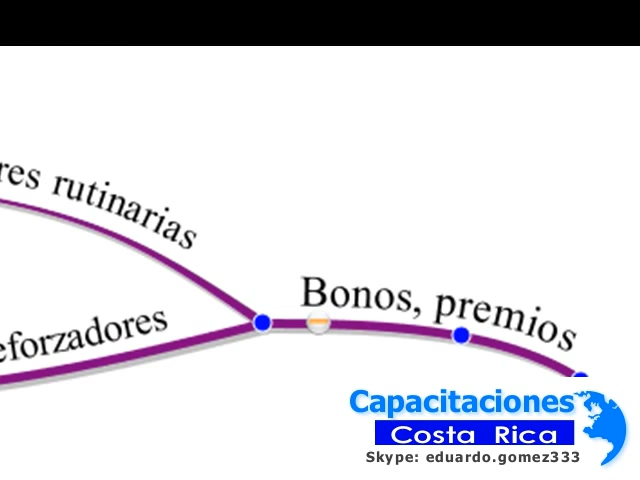 res rutinarias
eforzadores
Bonos, premios
Capacitaciones
Costa Rica
Skype: eduardo.gomez333